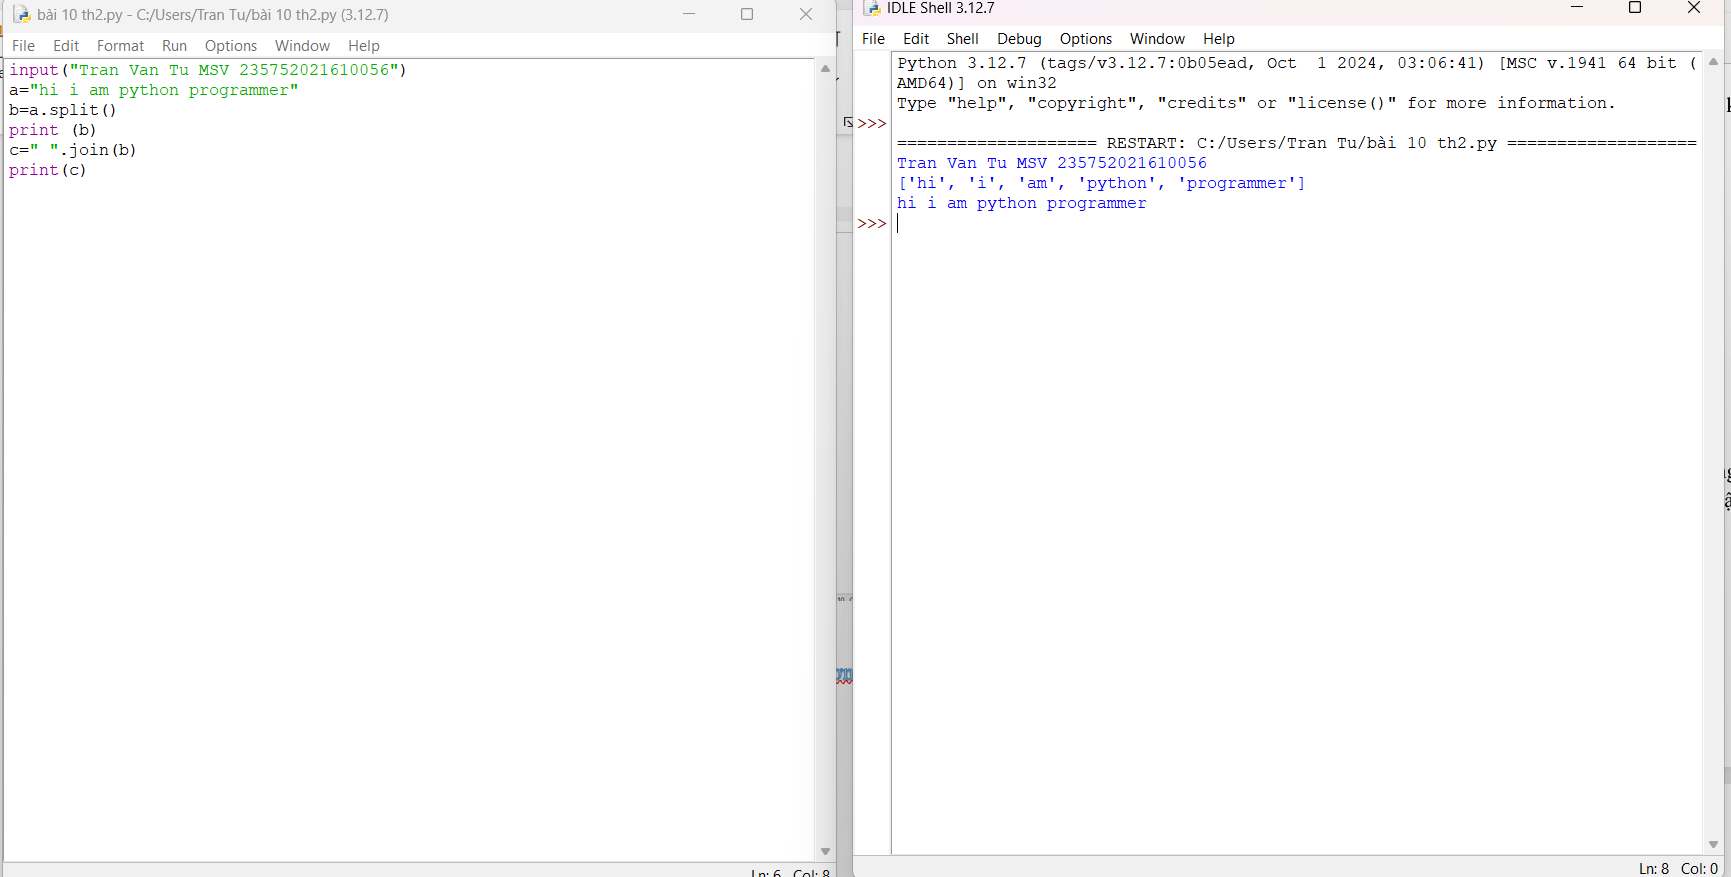 bài 10 th2.py - C:/Users/Tran Tu/bài 10 th2.py (3.12.7)
File Edit Format Run Options Window Help
input("Tran Van Tu MSV 235752021610056")
a="hi i am python programmer"
b=a.split()
print (b)
c=" ".join(b)
print(c)
Ln: 6 Col: 8
IDLE Shell 3.12.7
File Edit Shell Debug Options Window Help
Python 3.12.7 (tags/v3.12.7:0b05ead, Oct  1 2024, 03:06:41) [MSC v.1941 64 bit (
AMD64)] on win32
Type "help", "copyright", "credits" or "license()" for more information.
>>>
==================== RESTART: C:/Users/Tran Tu/bài 10 th2.py ===================
Tran Van Tu MSV 235752021610056
['hi', 'i', 'am', 'python', 'programmer']
hi i am python programmer
>>>
Ln: 8 Col: 0